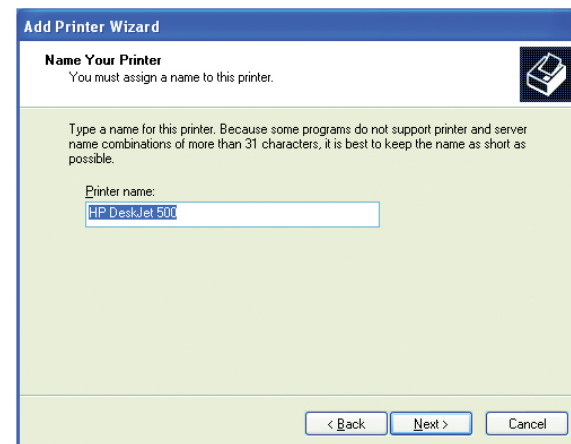 Add Printer Wizard
Name Your Printer
You must assign a name to this printer.
Type a name for this printer. Because some programs do not support printer and server
name combinations of more than 31 characters, it is best to keep the name as short as
possible.
Printer name:
HP DeskJet 500
< Back
Next >
Cancel